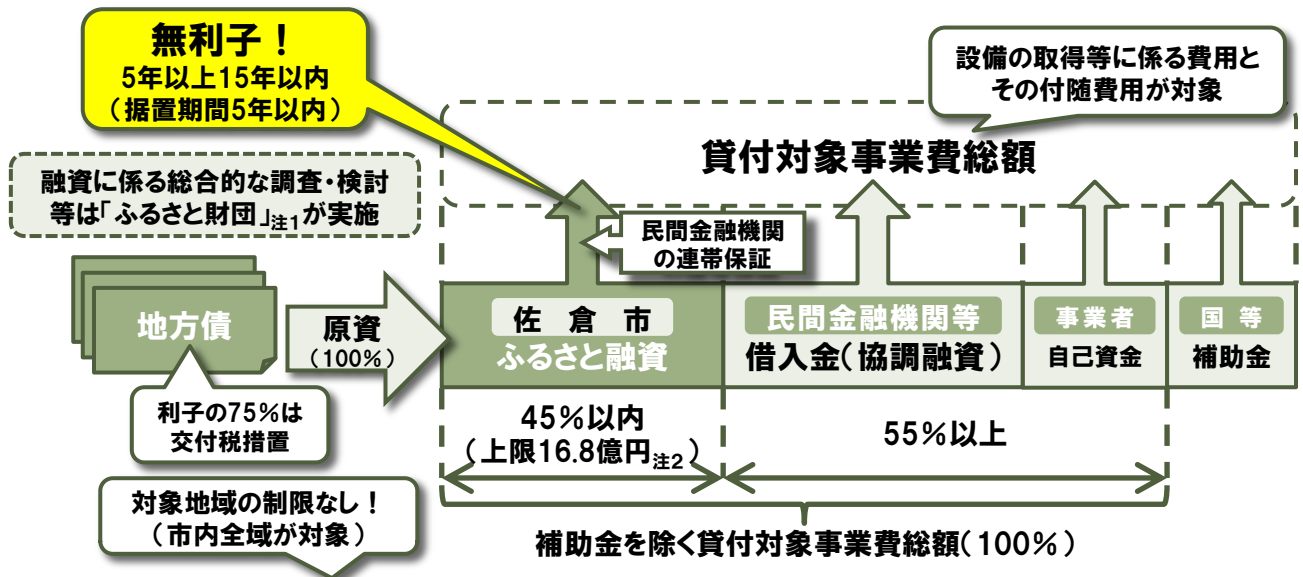 無利子！
5年以上15年以内
（据置期間5年以内）
設備の取得等に係る費用と
その付随費用が対象
貸付対象事業費総額
融資に係る総合的な調査・検討
等は「ふるさと財団」注1が実施
民間金融機関
の連帯保証
地方債
原資
（100％）
佐倉市
ふるさと融資
民間金融機関等
借入金（協調融資）
事業者
自己資金
国等
補助金
利子の75％は
交付税措置
45％以内
（上限16.8億円注2）
55％以上
対象地域の制限なし！
（市内全域が対象）
補助金を除く貸付対象事業費総額（100％）